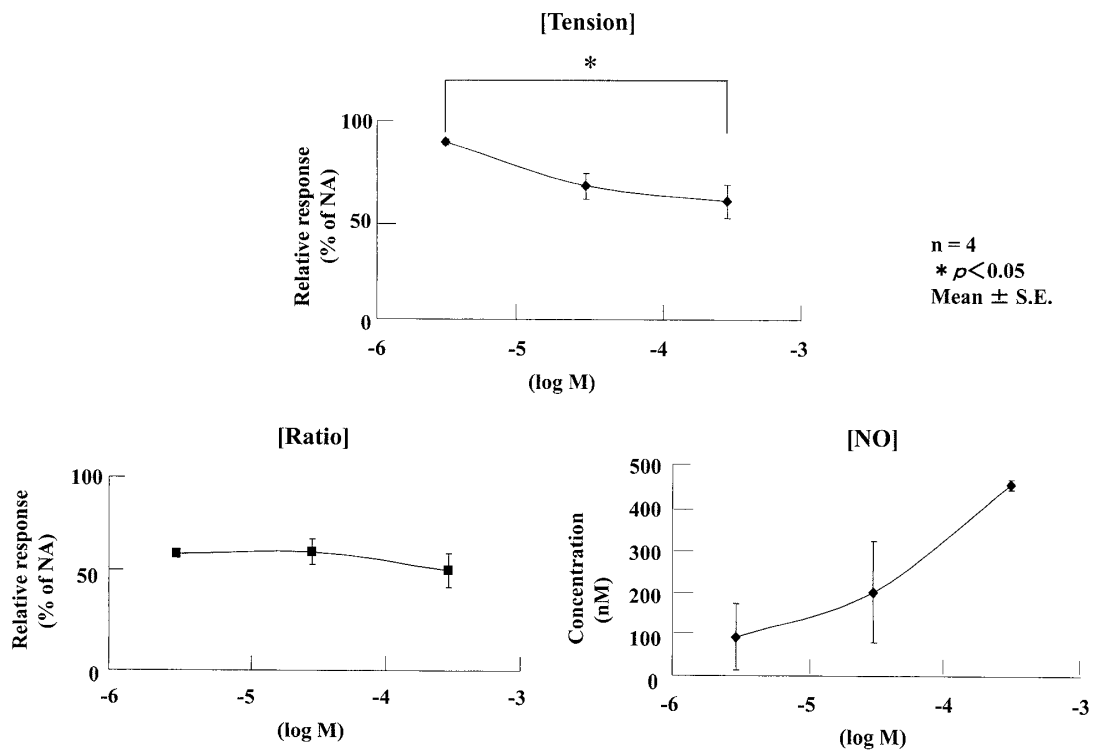 [Tension]
*
100
50
0
Relative response
(% of NA)
-6
-5
-4
-3
(log M)
n = 4
* p<0.05
Mean ± S.E.
[Ratio]
100
50
0
Relative response
(% of NA)
-6
-5
-4
-3
(log M)
[NO]
500
400
300
200
100
0
Concentration
(nM)
-6
-5
-4
-3
(log M)